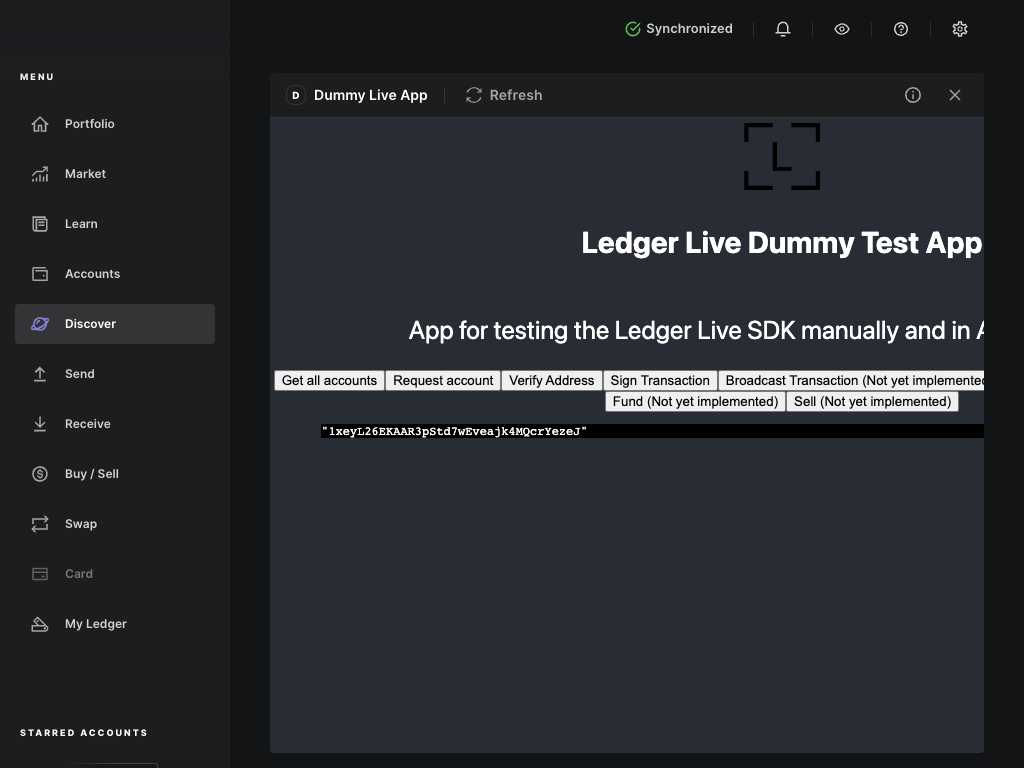 Synchronized
MENU
Portfolio
Market
Learn
Accounts
Discover
Send
Receive
Buy / Sell
Swap
Card
My Ledger
STARRED ACCOUNTS
D Dummy Live App
Refresh
L
Ledger Live Dummy Test App
App for testing the Ledger Live SDK manually and in A
Get all accounts Request account Verify Address Sign Transaction Broadcast Transaction (Not yet implemented
Fund (Not yet implemented) Sell (Not yet implemented)
"1xeyL26EKAAR3pStd7wEveajk4MQcrYezeJ"